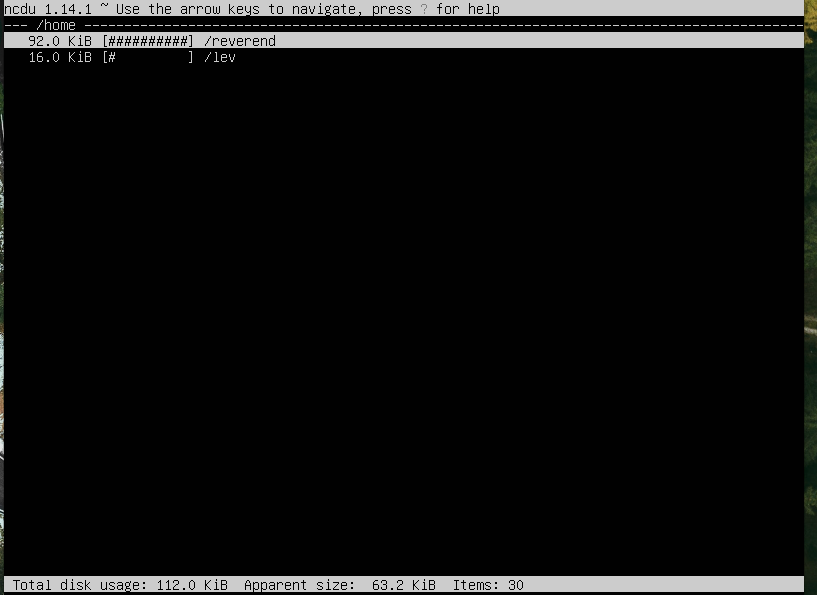 ncdu 1.14.1 ~ Use the arrow keys to navigate, press ? for help
--- /home ------------------------------------------------------------------------------------------
92.0 KiB [##########] /reverend
16.0 KiB [#         ] /lev
Total disk usage: 112.0 KiB  Apparent size:  63.2 KiB  Items: 30